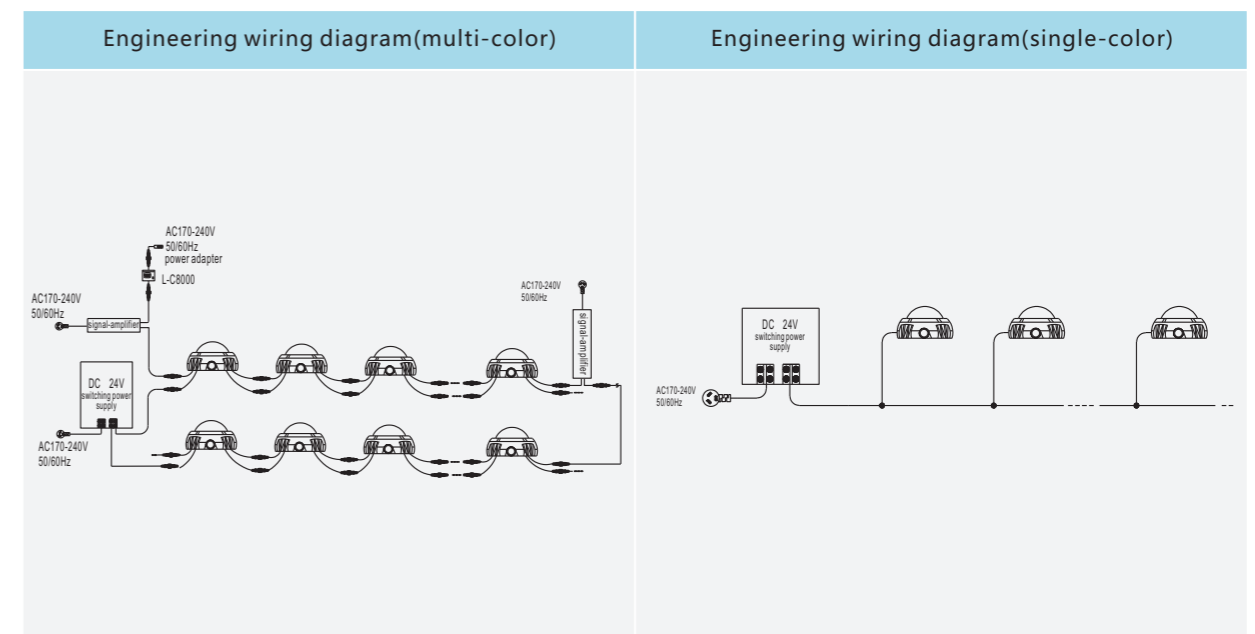 Engineering wiring diagram(multi-color)
Engineering wiring diagram(single-color)
AC170-240V
50/60Hz
power adapter
L-C8000
AC170-240V
50/60Hz
signal-amplifier
DC 24V
switching power
supply
AC170-240V
50/60Hz
AC170-240V
50/60Hz
signal-amplifier
DC 24V
switching power
supply
AC170-240V
50/60Hz